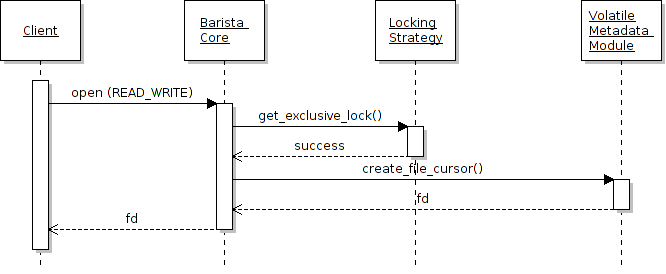 Client
Barista
Core
Locking
Strategy
Volatile
Metadata
Module
open (READ_WRITE)
get_exclusive_lock()
success
create_file_cursor()
fd
fd